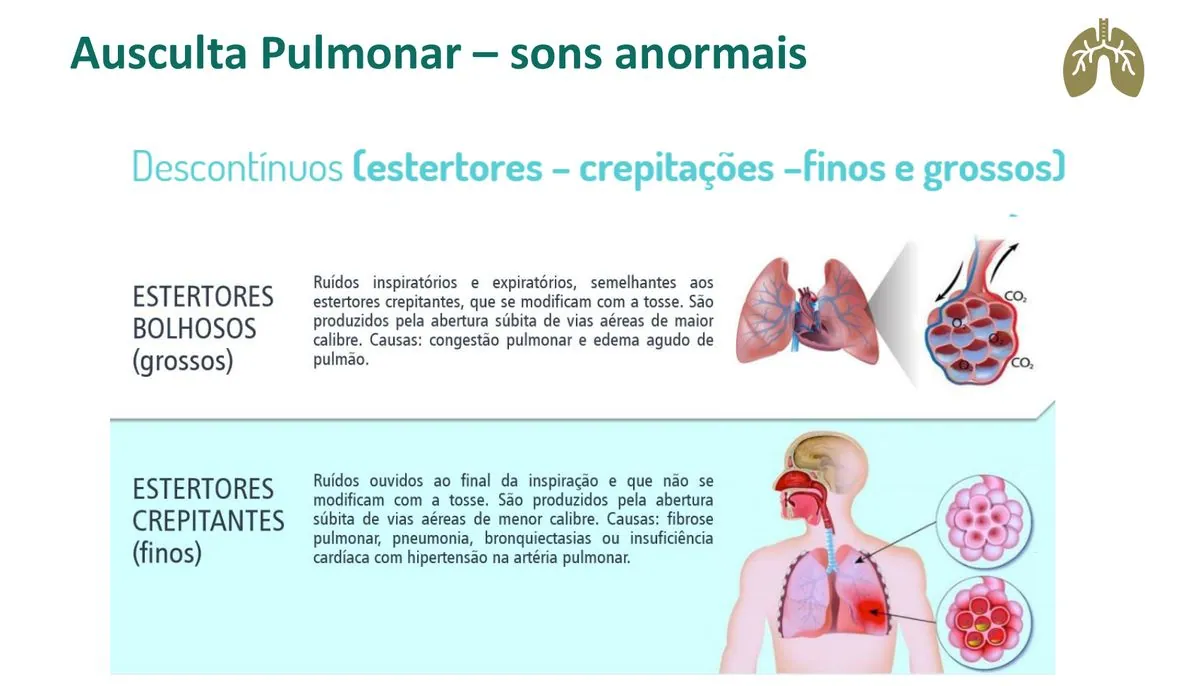 Ausculta Pulmonar – sons anormais
Descontínuos (estertores – crepitações –finos e grossos)
ESTERTORES
BOLHOSOS
(grossos)
Ruídos inspiratórios e expiratórios, semelhantes aos
estertores crepitantes, que se modificam com a tosse. São
produzidos pela abertura súbita de vias aéreas de maior
calibre. Causas: congestão pulmonar e edema agudo de
pulmão.
CO₂
O₂
O₂
O₂
CO₂
ESTERTORES
CREPITANTES
(finos)
Ruídos ouvidos ao final da inspiração e que não se
modificam com a tosse. São produzidos pela abertura
súbita de vias aéreas de menor calibre. Causas: fibrose
pulmonar, pneumonia, bronquiectasias ou insuficiência
cardíaca com hipertensão na artéria pulmonar.